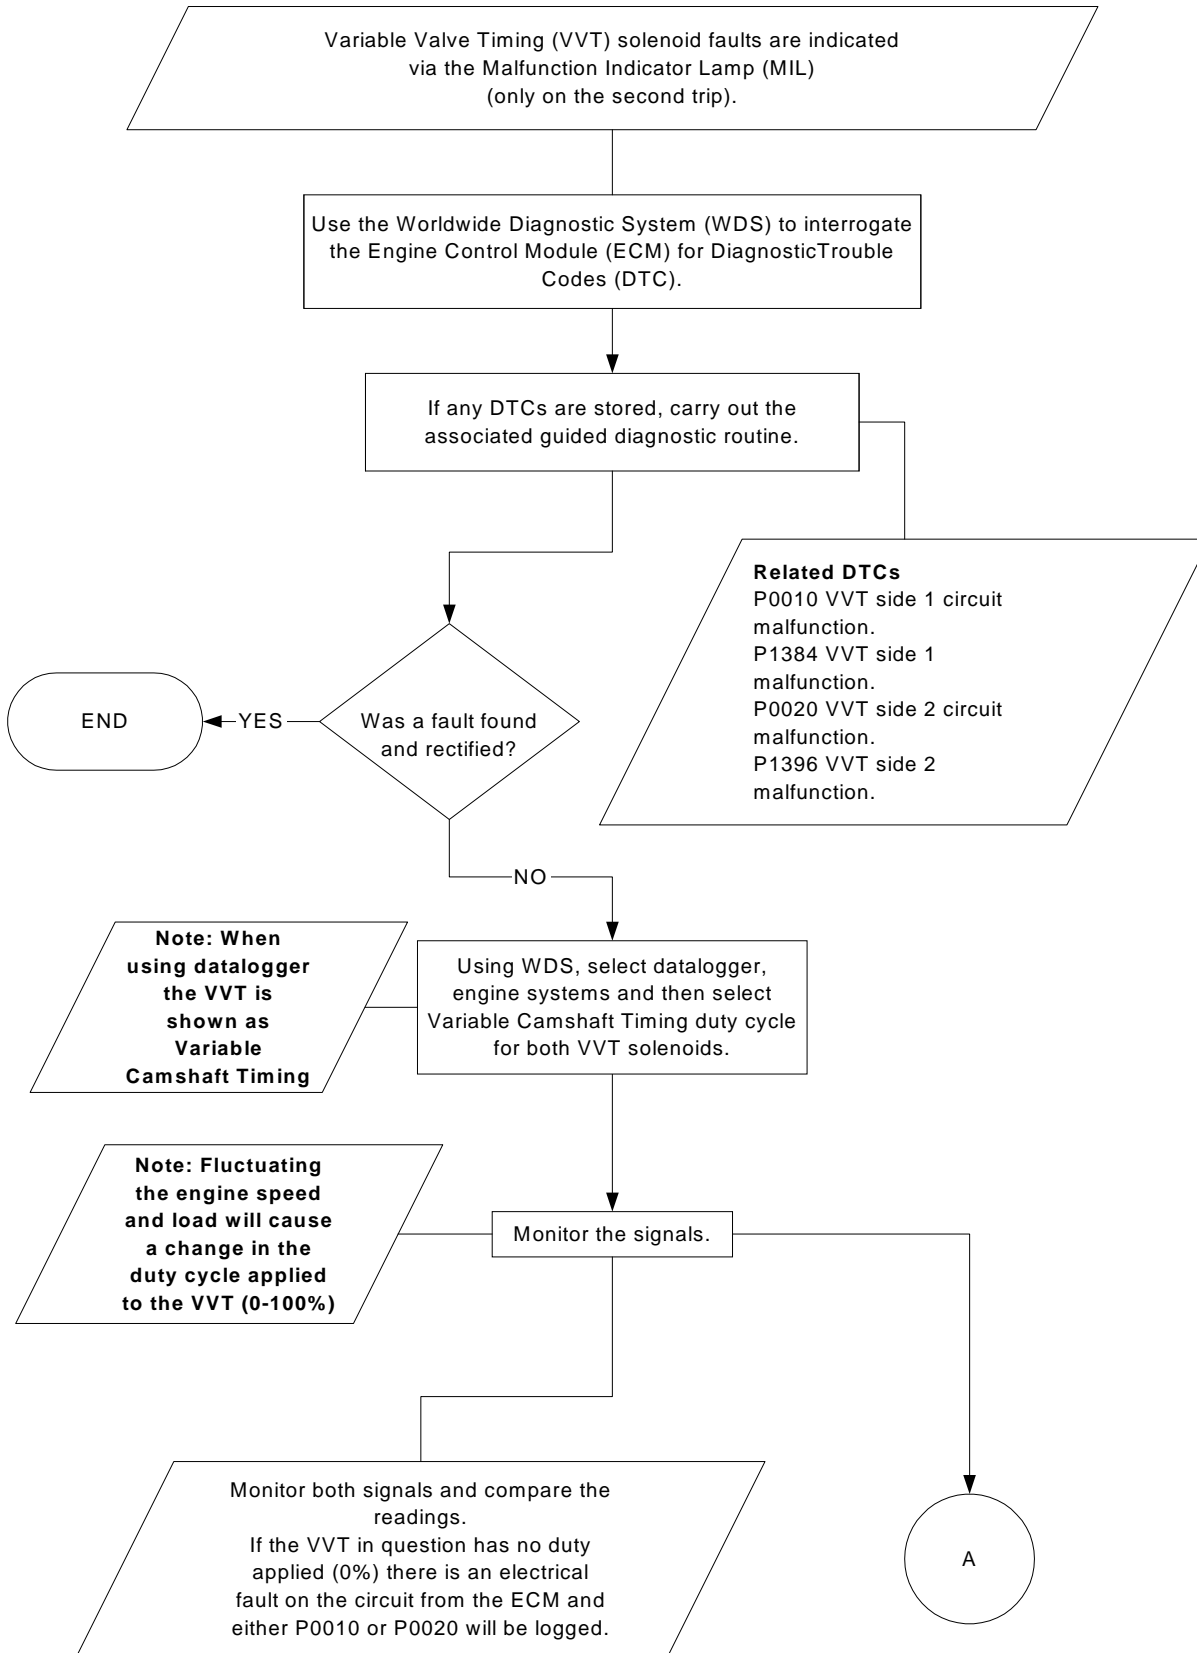 Variable Valve Timing (VVT) solenoid faults are indicated
via the Malfunction Indicator Lamp (MIL)
(only on the second trip).
Use the Worldwide Diagnostic System (WDS) to interrogate
the Engine Control Module (ECM) for DiagnosticTrouble
Codes (DTC).
If any DTCs are stored, carry out the
associated guided diagnostic routine.
Related DTCs
P0010 VVT side 1 circuit
malfunction.
P1384 VVT side 1
malfunction.
P0020 VVT side 2 circuit
malfunction.
P1396 VVT side 2
malfunction.
Was a fault found
and rectified?
YES
END
NO
Note: When
using datalogger
the VVT is
shown as
Variable
Camshaft Timing
Using WDS, select datalogger,
engine systems and then select
Variable Camshaft Timing duty cycle
for both VVT solenoids.
Note: Fluctuating
the engine speed
and load will cause
a change in the
duty cycle applied
to the VVT (0-100%)
Monitor the signals.
Monitor both signals and compare the
readings.
If the VVT in question has no duty
applied (0%) there is an electrical
fault on the circuit from the ECM and
either P0010 or P0020 will be logged.
A